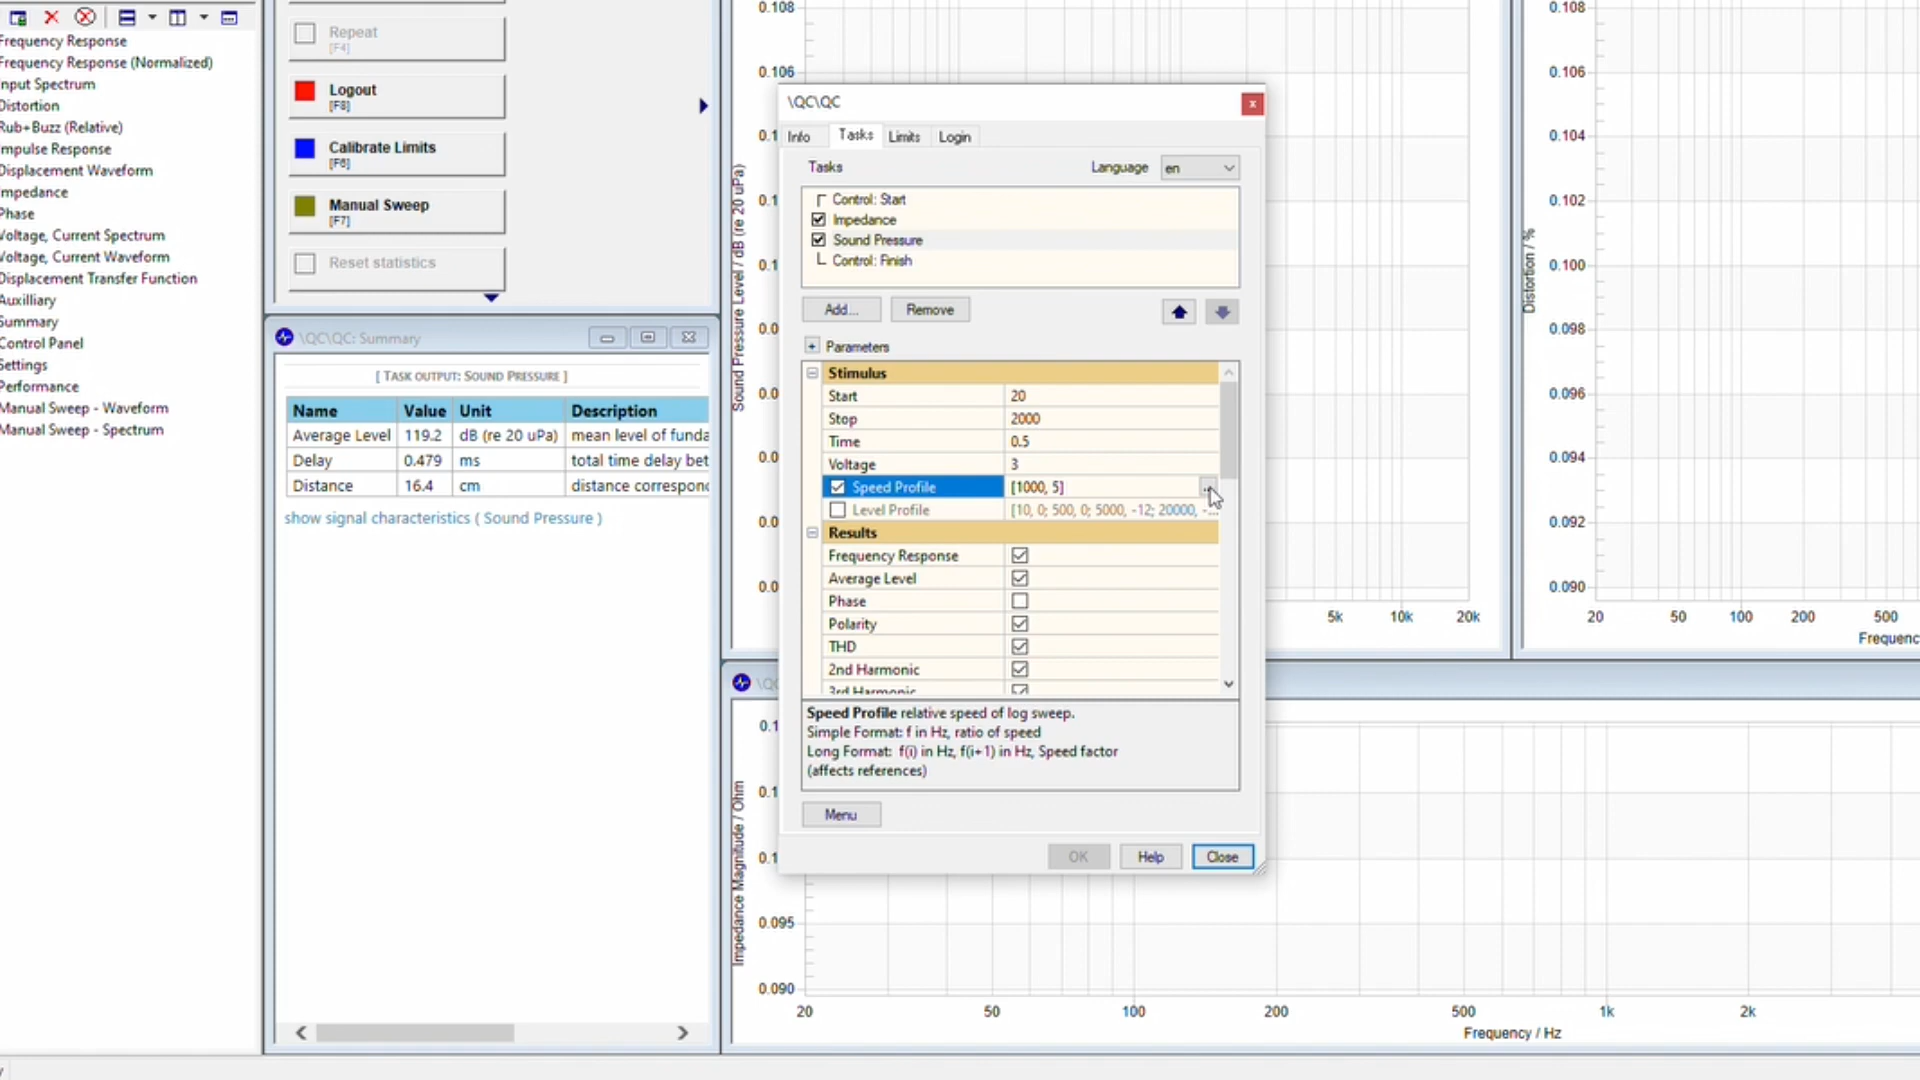 Frequency Response
Frequency Response (Normalized)
Input Spectrum
Distortion
Rub+Buzz (Relative)
Impulse Response
Displacement Waveform
Impedance
Phase
Voltage, Current Spectrum
Voltage, Current Waveform
Displacement Transfer Function
Auxilliary
Summary
Control Panel
Settings
Performance
Manual Sweep - Waveform
Manual Sweep - Spectrum
Repeat
[F4]
Logout
[F8]
Calibrate Limits
[F6]
Manual Sweep
[F7]
Reset statistics
\QC\QC: Summary
[ TASK OUTPUT: SOUND PRESSURE ]
Name Value Unit Description
Average Level 119.2 dB (re 20 uPa) mean level of funda
Delay 0.479 ms total time delay bet
Distance 16.4 cm distance correspond
show signal characteristics ( Sound Pressure )
0.108
0.106
Sound Pressure Level / dB (re 20 uPa)
5k 10k 20k
\QC\QC
Info Tasks Limits Login
Tasks Language en
Control: Start
Impedance
Sound Pressure
Control: Finish
Add... Remove
Parameters
Stimulus
Start 20
Stop 2000
Time 0.5
Voltage 3
Speed Profile [1000, 5] ...
Level Profile [10, 0; 500, 0; 5000, -12; 20000, -...
Results
Frequency Response
Average Level
Phase
Polarity
THD
2nd Harmonic
3rd Harmonic
Speed Profile relative speed of log sweep.
Simple Format: f in Hz, ratio of speed
Long Format: f(i) in Hz, f(i+1) in Hz, Speed factor
(affects references)
Menu
OK Help Close
0.108
0.106
0.104
0.102
0.100
0.098
0.096
0.094
0.092
0.090
Distortion / %
20 50 100 200 500
Frequenc
\QC
Impedance Magnitude / Ohm
0.095
0.090
20 50 100 200 500 1k 2k
Frequency / Hz